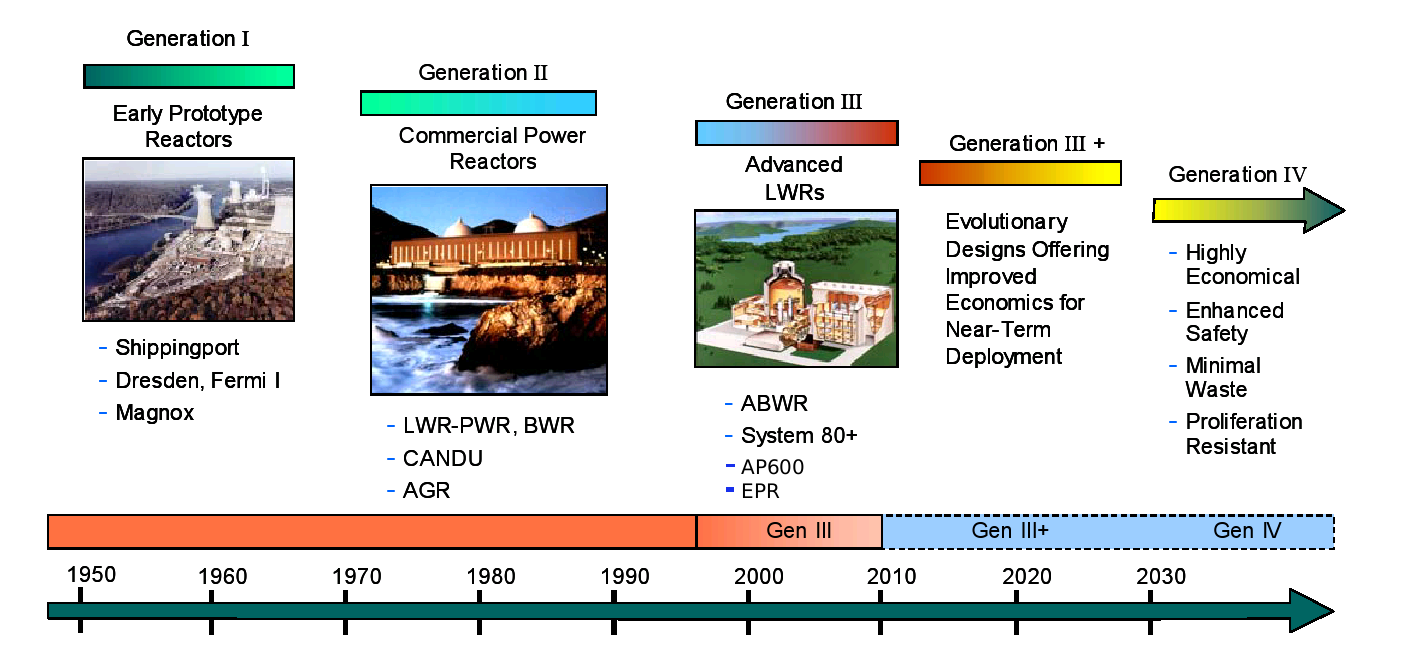 Generation I
Early Prototype
Reactors
- Shippingport
- Dresden, Fermi I
- Magnox
Generation II
Commercial Power
Reactors
- LWR-PWR, BWR
- CANDU
- AGR
Generation III
Advanced
LWRs
- ABWR
- System 80+
- AP600
- EPR
Generation III +
Evolutionary
Designs Offering
Improved
Economics for
Near-Term
Deployment
Generation IV
- Highly
Economical
- Enhanced
Safety
- Minimal
Waste
- Proliferation
Resistant
Gen III
Gen III+
Gen IV
1950
1960
1970
1980
1990
2000
2010
2020
2030